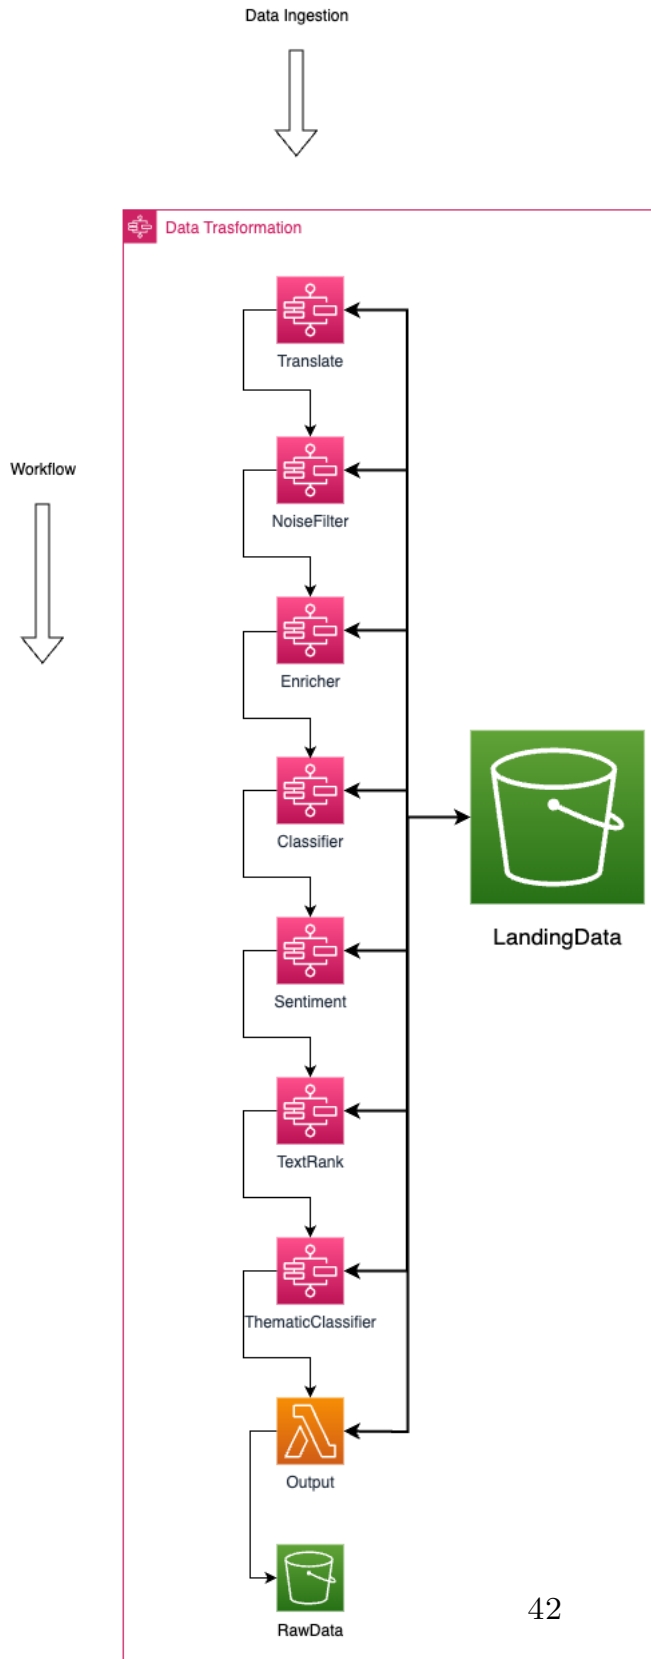 Data Ingestion
Data Trasformation
Translate
Workflow
NoiseFilter
Enricher
Classifier
LandingData
Sentiment
TextRank
ThematicClassifier
Output
RawData
42